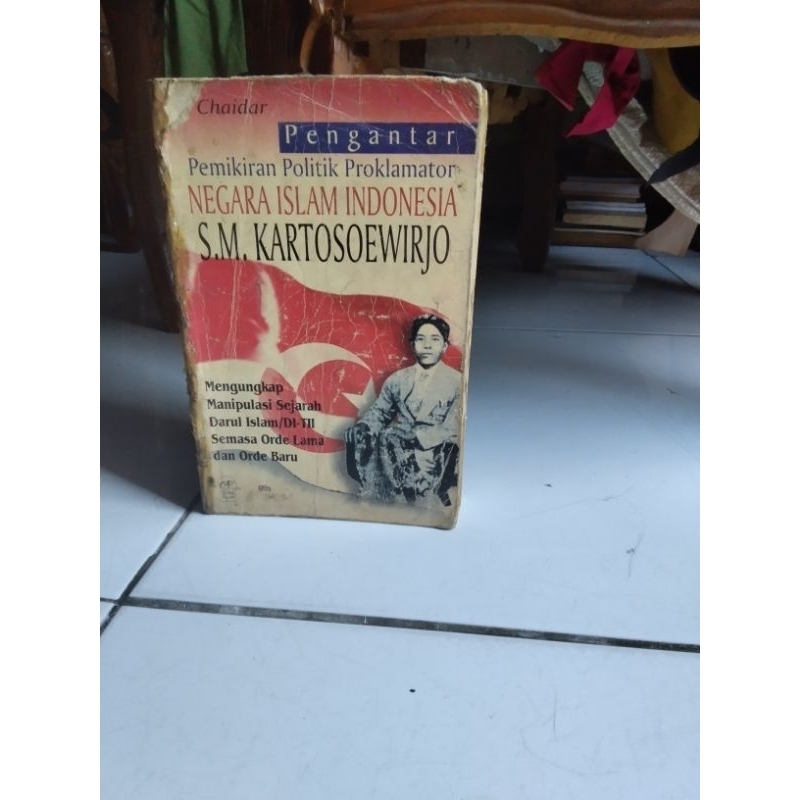 Chaidar
Pengantar
Pemikiran Politik Proklamator
NEGARA ISLAM INDONESIA
S.M. KARTOSOEWIRJO
Mengungkap
Manipulasi Sejarah
Darul Islam/DI-TII
Semasa Orde Lama
dan Orde Baru